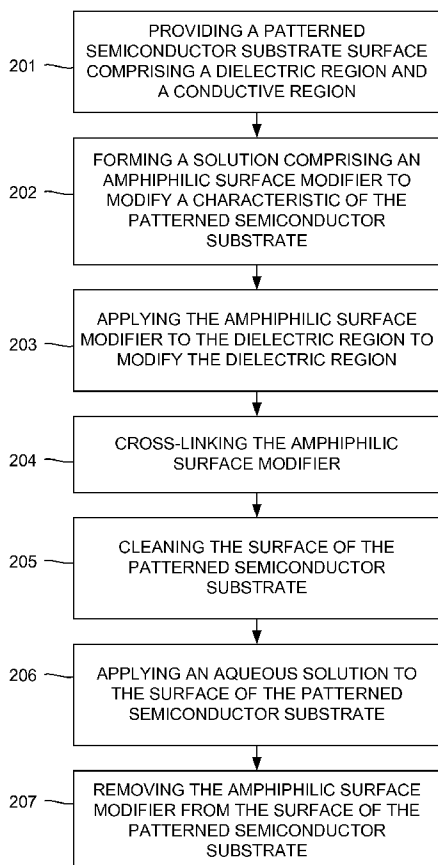 201
PROVIDING A PATTERNED
SEMICONDUCTOR SUBSTRATE SURFACE
COMPRISING A DIELECTRIC REGION AND
A CONDUCTIVE REGION
202
FORMING A SOLUTION COMPRISING AN
AMPHIPHILIC SURFACE MODIFIER TO
MODIFY A CHARACTERISTIC OF THE
PATTERNED SEMICONDUCTOR
SUBSTRATE
203
APPLYING THE AMPHIPHILIC SURFACE
MODIFIER TO THE DIELECTRIC REGION TO
MODIFY THE DIELECTRIC REGION
204
CROSS-LINKING THE AMPHIPHILIC
SURFACE MODIFIER
205
CLEANING THE SURFACE OF THE
PATTERNED SEMICONDUCTOR
SUBSTRATE
206
APPLYING AN AQUEOUS SOLUTION TO
THE SURFACE OF THE PATTERNED
SEMICONDUCTOR SUBSTRATE
207
REMOVING THE AMPHIPHILIC SURFACE
MODIFIER FROM THE SURFACE OF THE
PATTERNED SEMICONDUCTOR
SUBSTRATE